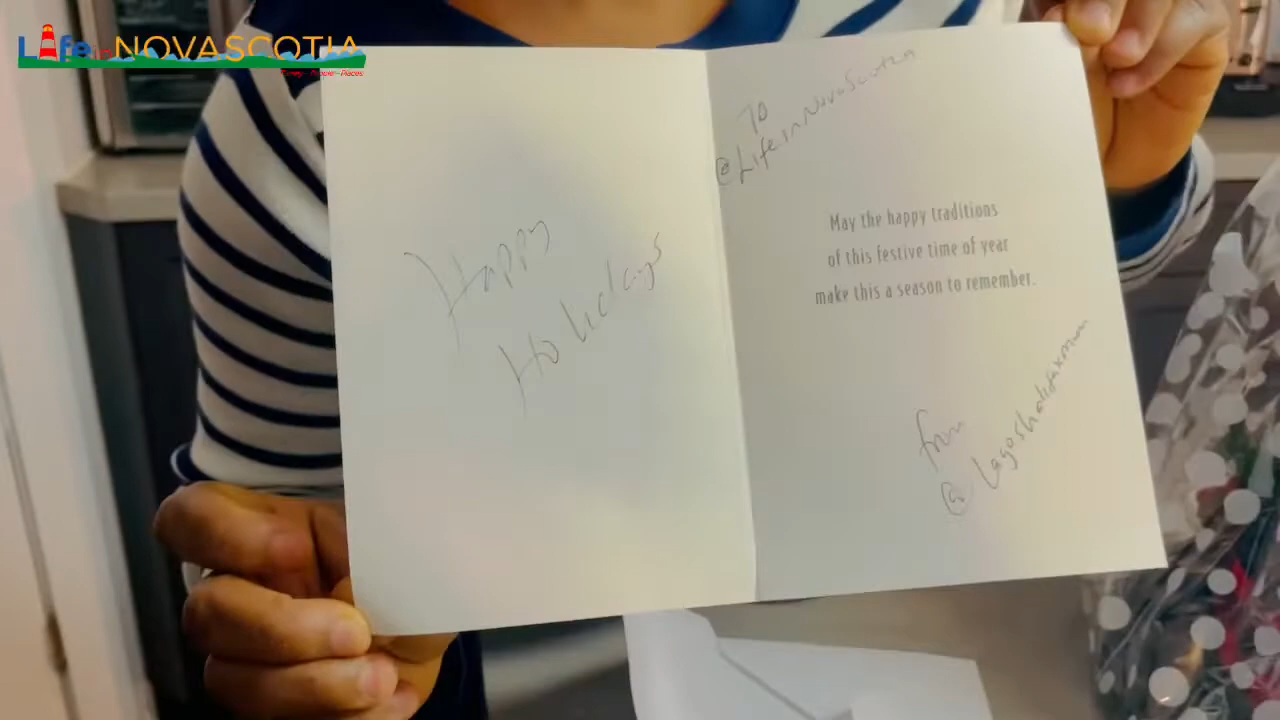 Life in NOVASCOTIA
Happy
Holidays
To
@LifeInNovaScotia
May the happy traditions
of this festive time of year
make this a season to remember.
from
@Lagoshalifaxmum